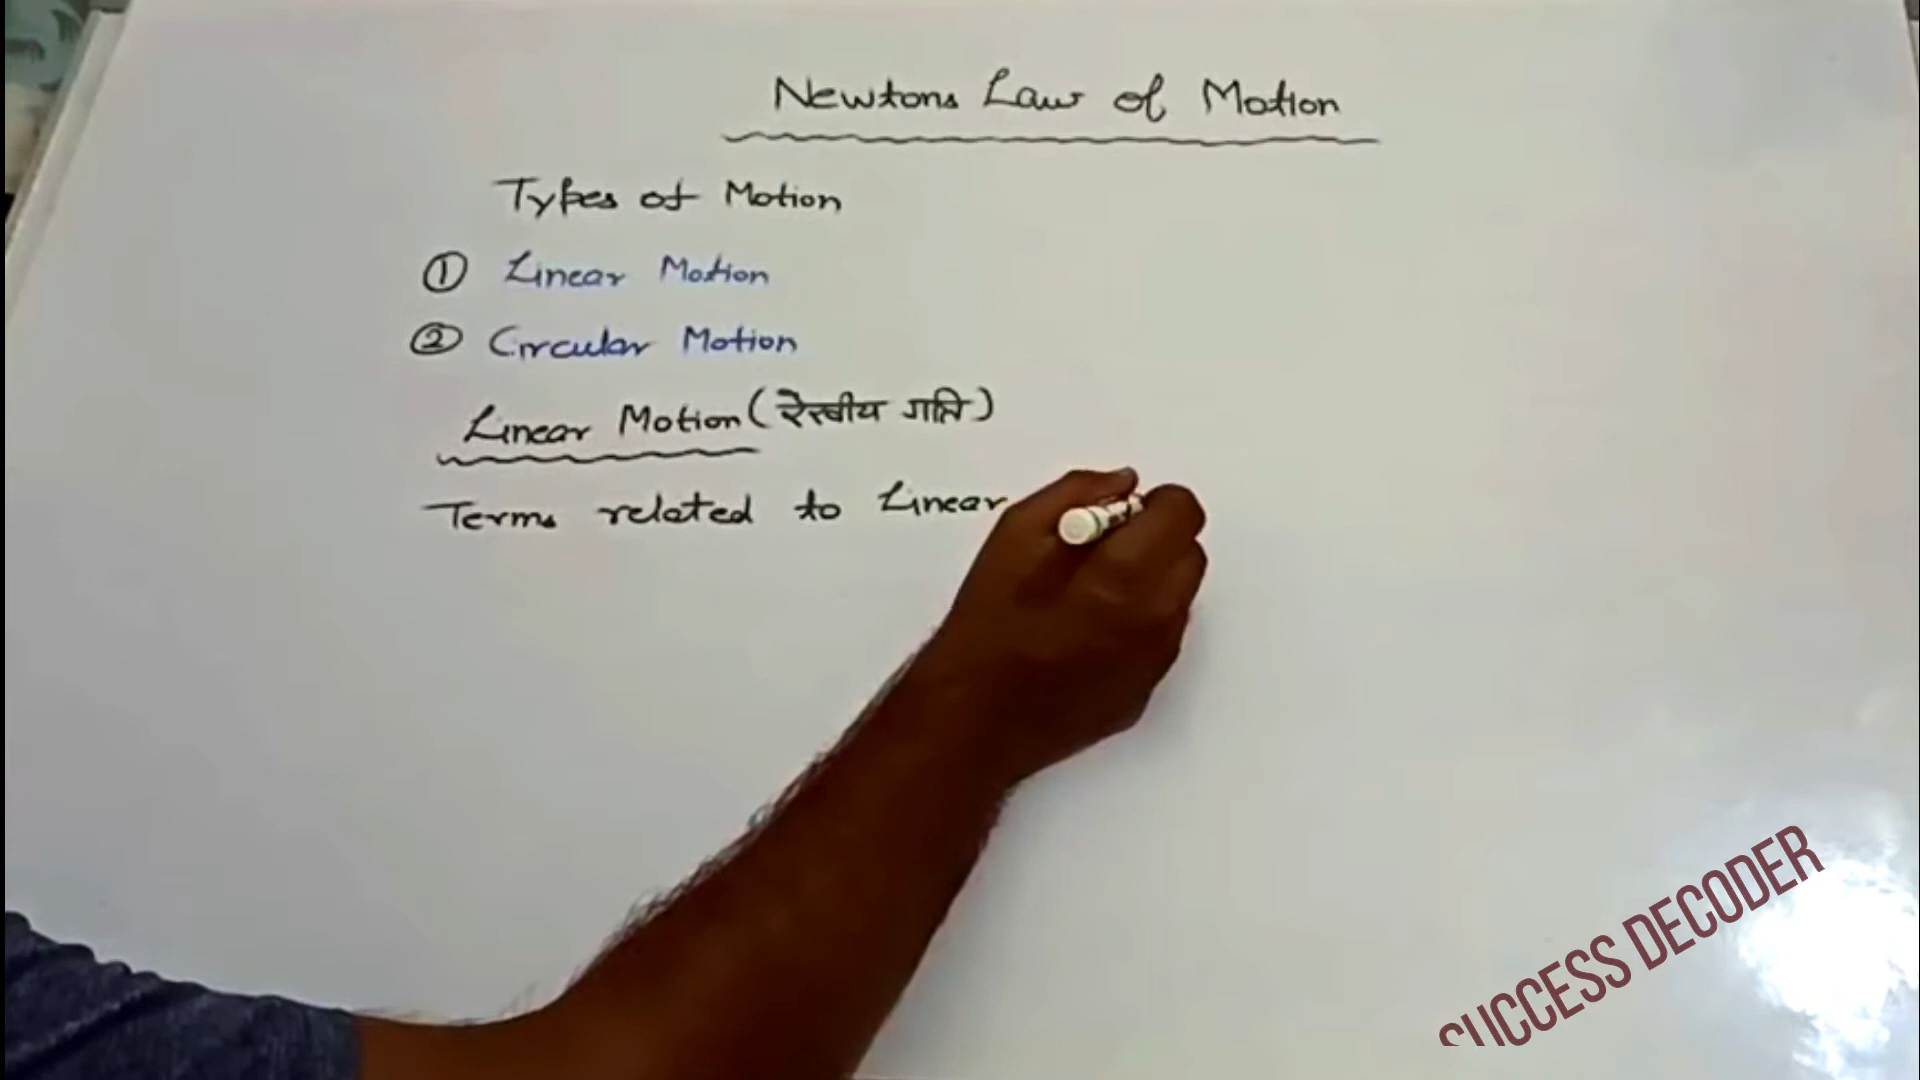 Newtons Law of Motion
Types of Motion
① Linear Motion
② Circular Motion
Linear Motion (रेखीय गति)
Terms related to Linear
SUCCESS DECODER